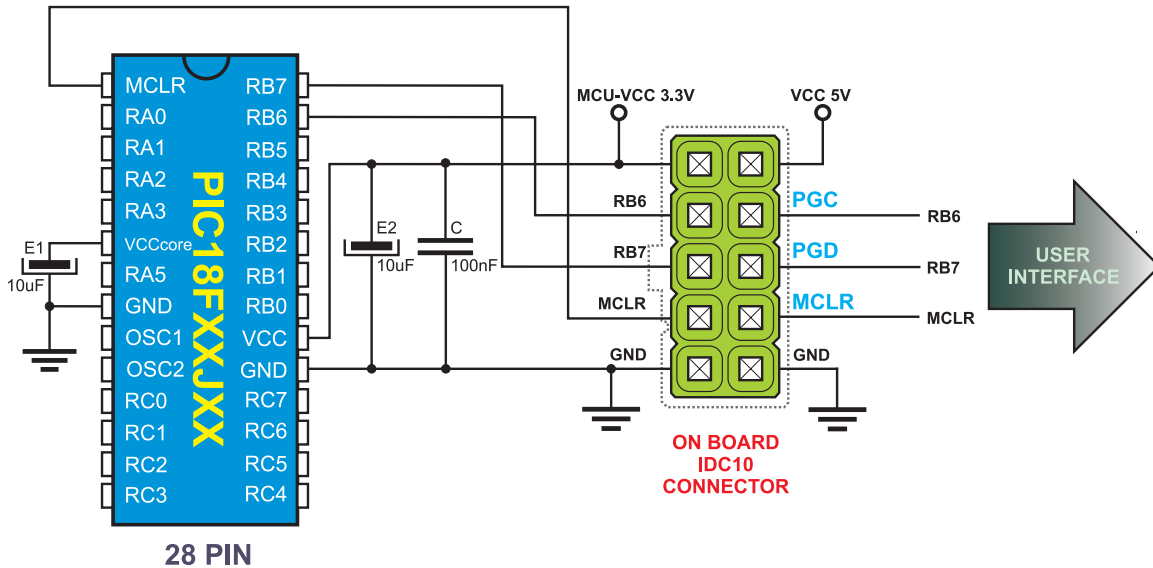 MCLR RB7
RA0 RB6
RA1 RB5
RA2 RB4
RA3 RB3
VCCcore RB2
RA5 RB1
GND RB0
OSC1 VCC
OSC2 GND
RC0 RC7
RC1 RC6
RC2 RC5
RC3 RC4
PIC18FXXJXX
28 PIN
E1
10uF
E2
10uF
C
100nF
MCU-VCC 3.3V
VCC 5V
RB6
PGC
RB6
RB7
PGD
RB7
MCLR
MCLR
MCLR
GND
GND
ON BOARD
IDC10
CONNECTOR
USER
INTERFACE